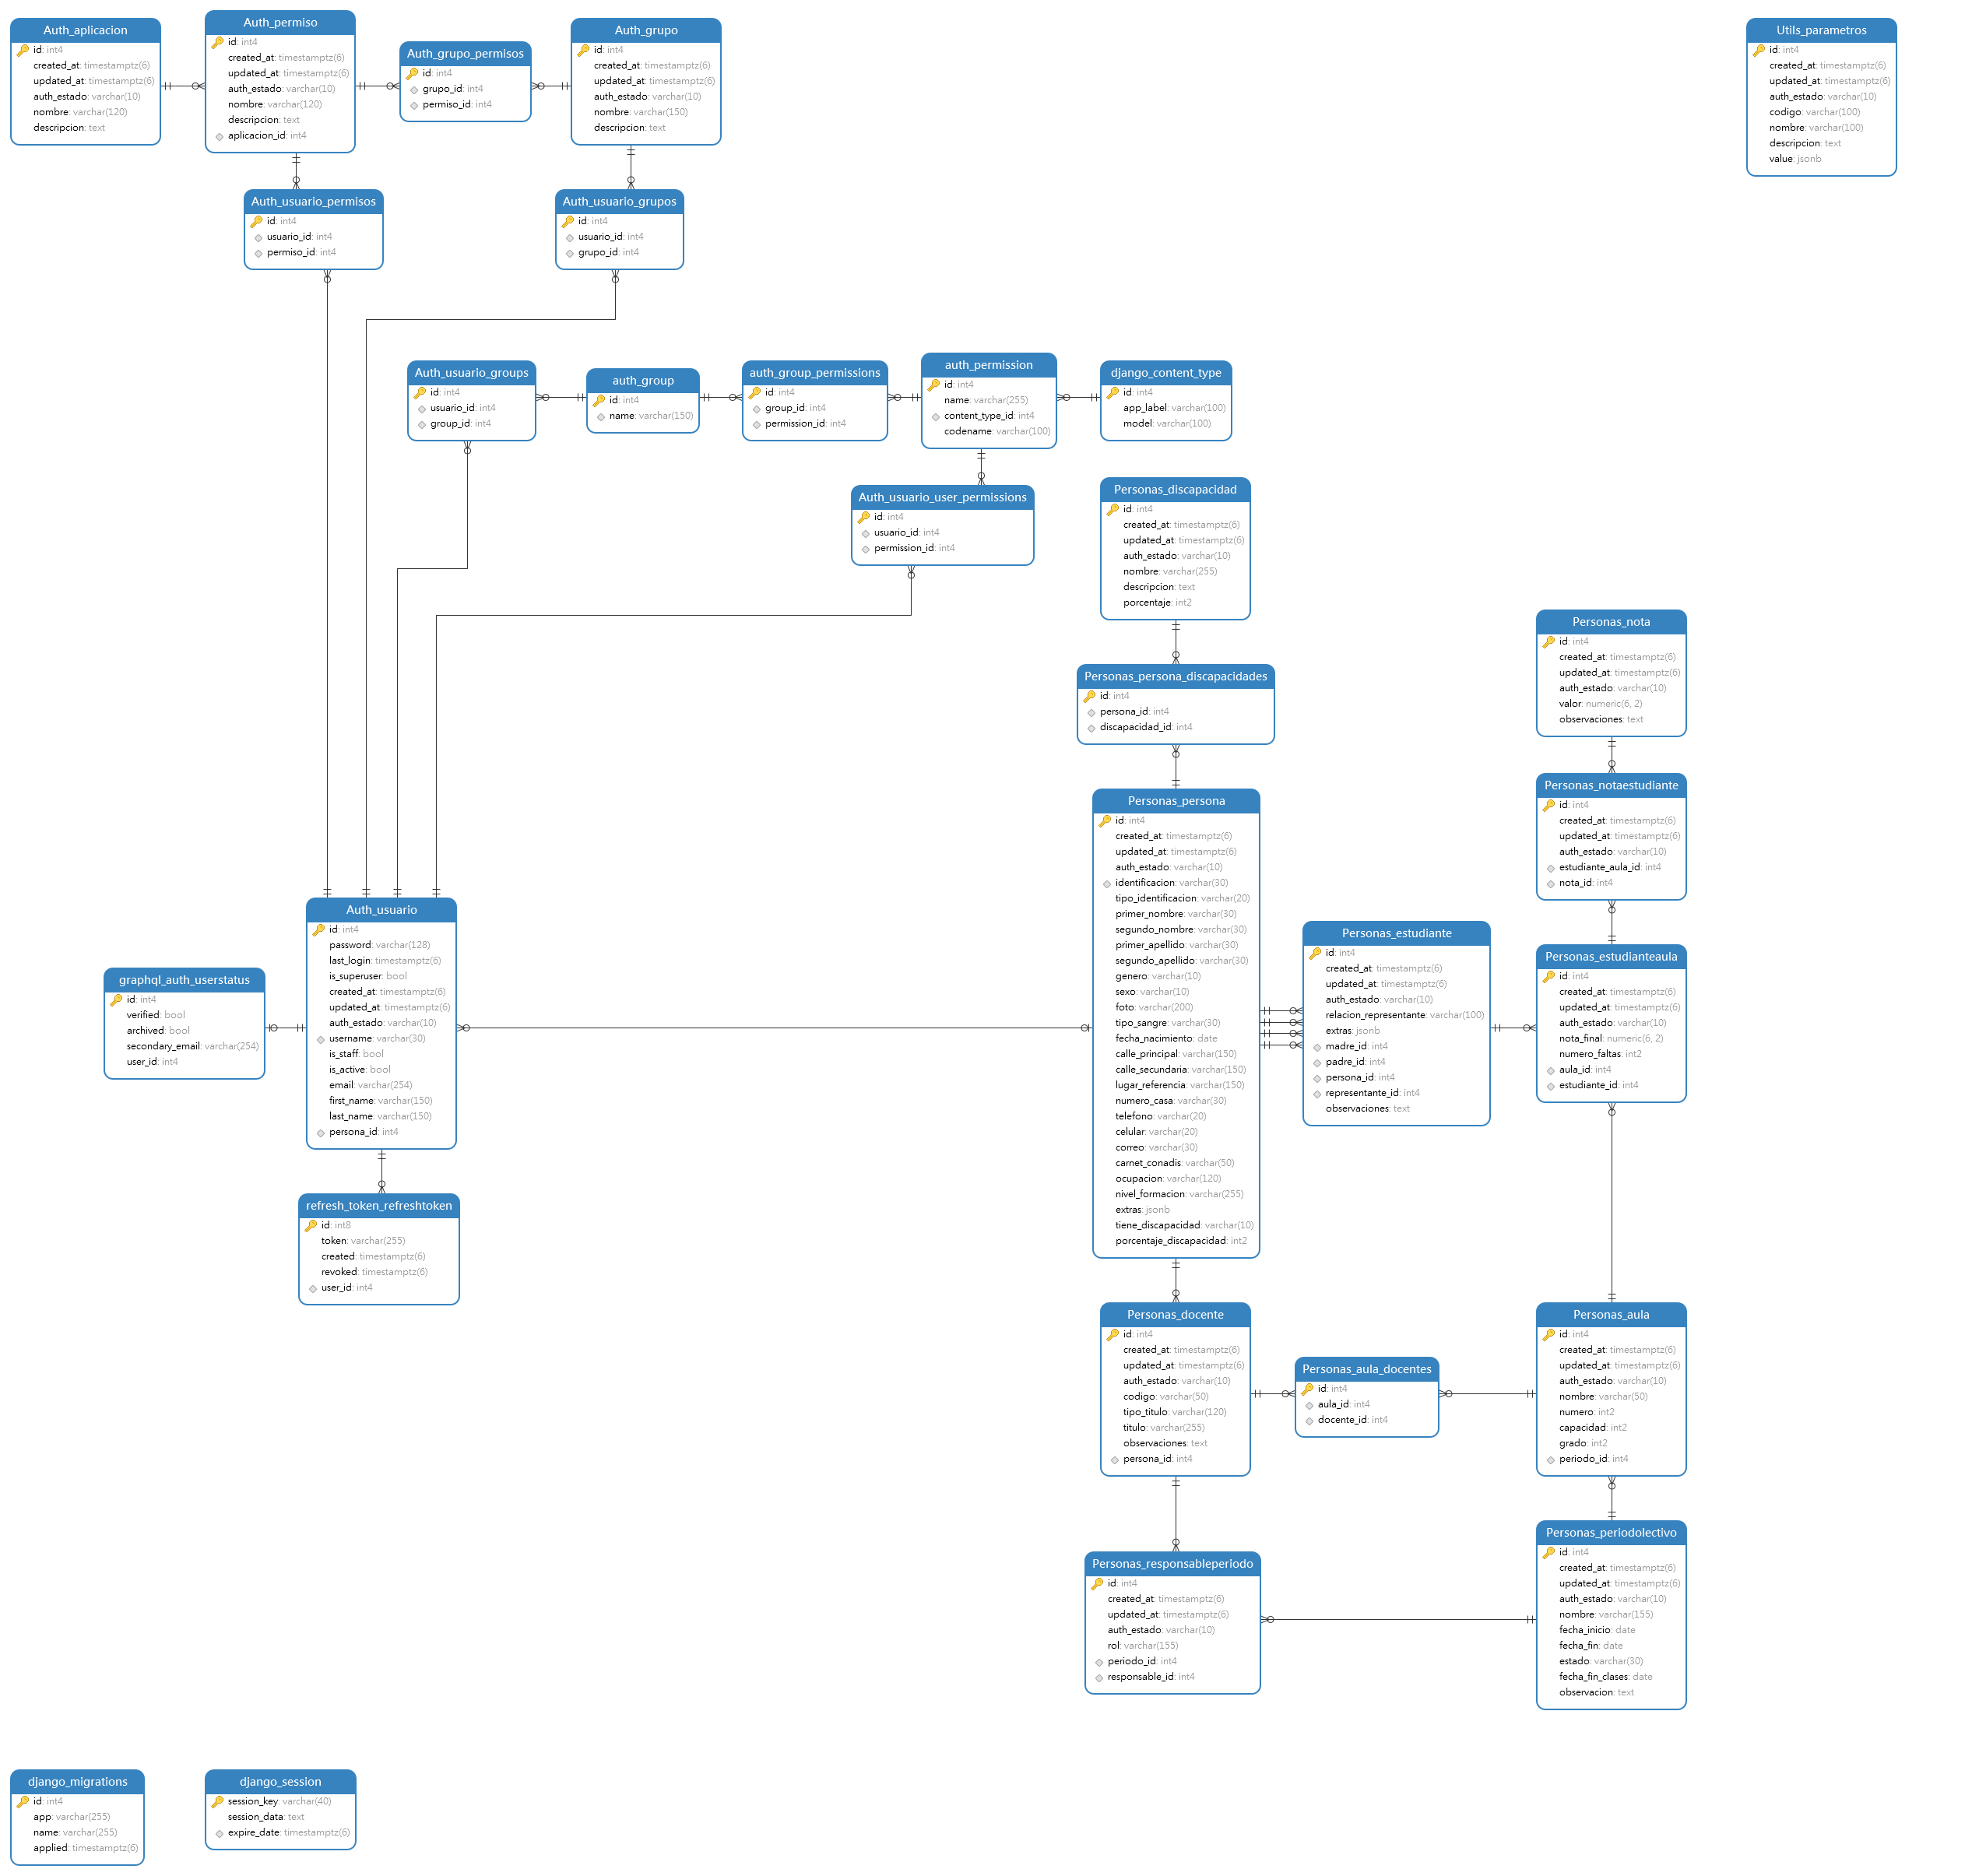 Auth_aplicacion
id: int4
created_at: timestamptz(6)
updated_at: timestamptz(6)
auth_estado: varchar(10)
nombre: varchar(120)
descripcion: text
Auth_permiso
id: int4
created_at: timestamptz(6)
updated_at: timestamptz(6)
auth_estado: varchar(10)
nombre: varchar(120)
descripcion: text
aplicacion_id: int4
Auth_grupo_permisos
id: int4
grupo_id: int4
permiso_id: int4
Auth_grupo
id: int4
created_at: timestamptz(6)
updated_at: timestamptz(6)
auth_estado: varchar(10)
nombre: varchar(150)
descripcion: text
Utils_parametros
id: int4
created_at: timestamptz(6)
updated_at: timestamptz(6)
auth_estado: varchar(10)
codigo: varchar(100)
nombre: varchar(100)
descripcion: text
value: jsonb
Auth_usuario_permisos
id: int4
usuario_id: int4
permiso_id: int4
Auth_usuario_grupos
id: int4
usuario_id: int4
grupo_id: int4
Auth_usuario_groups
id: int4
usuario_id: int4
group_id: int4
auth_group
id: int4
name: varchar(150)
auth_group_permissions
id: int4
group_id: int4
permission_id: int4
auth_permission
id: int4
name: varchar(255)
content_type_id: int4
codename: varchar(100)
django_content_type
id: int4
app_label: varchar(100)
model: varchar(100)
Auth_usuario_user_permissions
id: int4
usuario_id: int4
permission_id: int4
Personas_discapacidad
id: int4
created_at: timestamptz(6)
updated_at: timestamptz(6)
auth_estado: varchar(10)
nombre: varchar(255)
descripcion: text
porcentaje: int2
Personas_persona_discapacidades
id: int4
persona_id: int4
discapacidad_id: int4
Personas_nota
id: int4
created_at: timestamptz(6)
updated_at: timestamptz(6)
auth_estado: varchar(10)
valor: numeric(6, 2)
observaciones: text
Personas_notaestudiante
id: int4
created_at: timestamptz(6)
updated_at: timestamptz(6)
auth_estado: varchar(10)
estudiante_aula_id: int4
nota_id: int4
Personas_persona
id: int4
created_at: timestamptz(6)
updated_at: timestamptz(6)
auth_estado: varchar(10)
identificacion: varchar(30)
tipo_identificacion: varchar(20)
primer_nombre: varchar(30)
segundo_nombre: varchar(30)
primer_apellido: varchar(30)
segundo_apellido: varchar(30)
genero: varchar(10)
sexo: varchar(10)
foto: varchar(200)
tipo_sangre: varchar(30)
fecha_nacimiento: date
calle_principal: varchar(150)
calle_secundaria: varchar(150)
lugar_referencia: varchar(150)
numero_casa: varchar(30)
telefono: varchar(20)
celular: varchar(20)
correo: varchar(30)
carnet_conadis: varchar(50)
ocupacion: varchar(120)
nivel_formacion: varchar(255)
extras: jsonb
tiene_discapacidad: varchar(10)
porcentaje_discapacidad: int2
Personas_estudiante
id: int4
created_at: timestamptz(6)
updated_at: timestamptz(6)
auth_estado: varchar(10)
relacion_representante: varchar(100)
extras: jsonb
madre_id: int4
padre_id: int4
persona_id: int4
representante_id: int4
observaciones: text
Personas_estudianteaula
id: int4
created_at: timestamptz(6)
updated_at: timestamptz(6)
auth_estado: varchar(10)
nota_final: numeric(6, 2)
numero_faltas: int2
aula_id: int4
estudiante_id: int4
Auth_usuario
id: int4
password: varchar(128)
last_login: timestamptz(6)
is_superuser: bool
created_at: timestamptz(6)
updated_at: timestamptz(6)
auth_estado: varchar(10)
username: varchar(30)
is_staff: bool
is_active: bool
email: varchar(254)
first_name: varchar(150)
last_name: varchar(150)
persona_id: int4
graphql_auth_userstatus
id: int4
verified: bool
archived: bool
secondary_email: varchar(254)
user_id: int4
refresh_token_refreshtoken
id: int8
token: varchar(255)
created: timestamptz(6)
revoked: timestamptz(6)
user_id: int4
Personas_docente
id: int4
created_at: timestamptz(6)
updated_at: timestamptz(6)
auth_estado: varchar(10)
codigo: varchar(50)
tipo_titulo: varchar(120)
titulo: varchar(255)
observaciones: text
persona_id: int4
Personas_aula_docentes
id: int4
aula_id: int4
docente_id: int4
Personas_aula
id: int4
created_at: timestamptz(6)
updated_at: timestamptz(6)
auth_estado: varchar(10)
nombre: varchar(50)
numero: int2
capacidad: int2
grado: int2
periodo_id: int4
Personas_responsableperiodo
id: int4
created_at: timestamptz(6)
updated_at: timestamptz(6)
auth_estado: varchar(10)
rol: varchar(155)
periodo_id: int4
responsable_id: int4
Personas_periodolectivo
id: int4
created_at: timestamptz(6)
updated_at: timestamptz(6)
auth_estado: varchar(10)
nombre: varchar(155)
fecha_inicio: date
fecha_fin: date
estado: varchar(30)
fecha_fin_clases: date
observacion: text
django_migrations
id: int4
app: varchar(255)
name: varchar(255)
applied: timestamptz(6)
django_session
session_key: varchar(40)
session_data: text
expire_date: timestamptz(6)